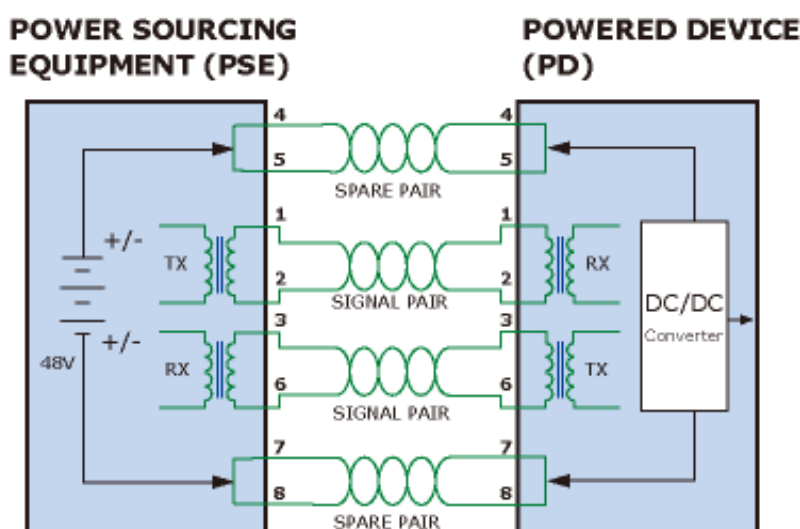 POWER SOURCING
EQUIPMENT (PSE)
POWERED DEVICE
(PD)
4
4
5
5
SPARE PAIR
1
1
+/-
TX
RX
2
2
SIGNAL PAIR
DC/DC
Converter
3
3
+/-
48V
RX
TX
6
6
SIGNAL PAIR
7
7
8
8
SPARE PAIR